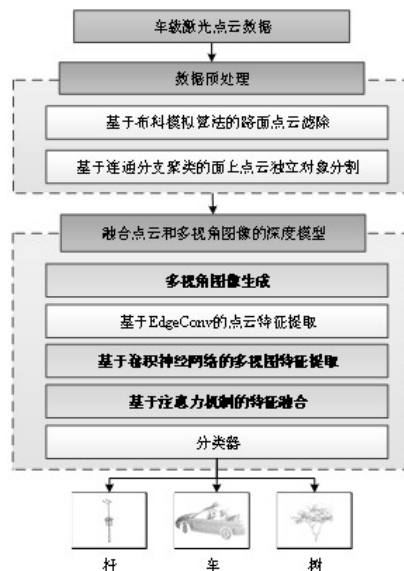 车载激光点云数据
数据预处理
基于布料模拟算法的路面点云滤除
基于连通分支聚类的面上点云独立对象分割
融合点云和多视角图像的深度模型
多视角图像生成
基于EdgeConv的点云特征提取
基于卷积神经网络的多视图特征提取
基于注意力机制的特征融合
分类器
杆
车
树